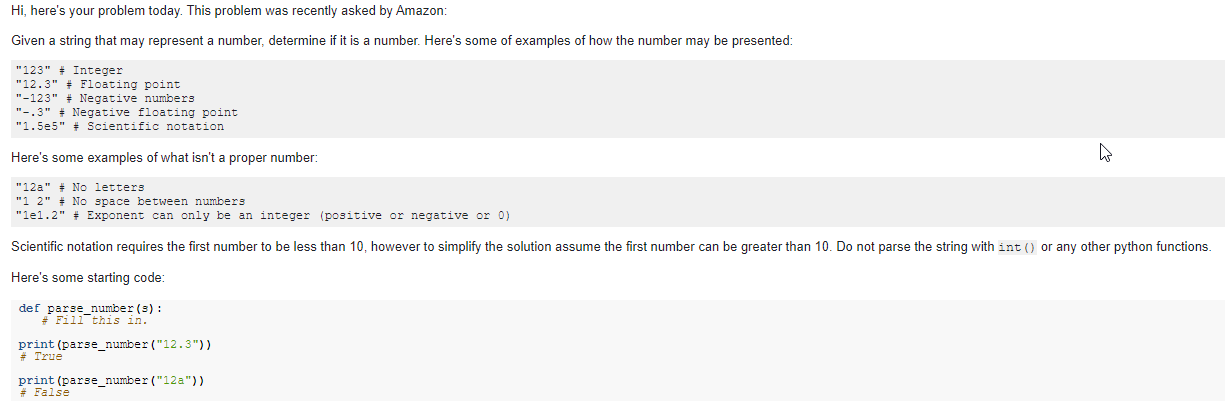 Hi, here's your problem today. This problem was recently asked by Amazon:
Given a string that may represent a number, determine if it is a number. Here's some of examples of how the number may be presented:
"123" # Integer
"12.3" # Floating point
"-123" # Negative numbers
"-.3" # Negative floating point
"1.5e5" # Scientific notation
Here's some examples of what isn't a proper number:
"12a" # No letters
"1 2" # No space between numbers
"1e1.2" # Exponent can only be an integer (positive or negative or 0)
Scientific notation requires the first number to be less than 10, however to simplify the solution assume the first number can be greater than 10. Do not parse the string with int() or any other python functions.
Here's some starting code:
def parse_number(s):
# Fill this in.
print(parse_number("12.3"))
# True
print(parse_number("12a"))
# False